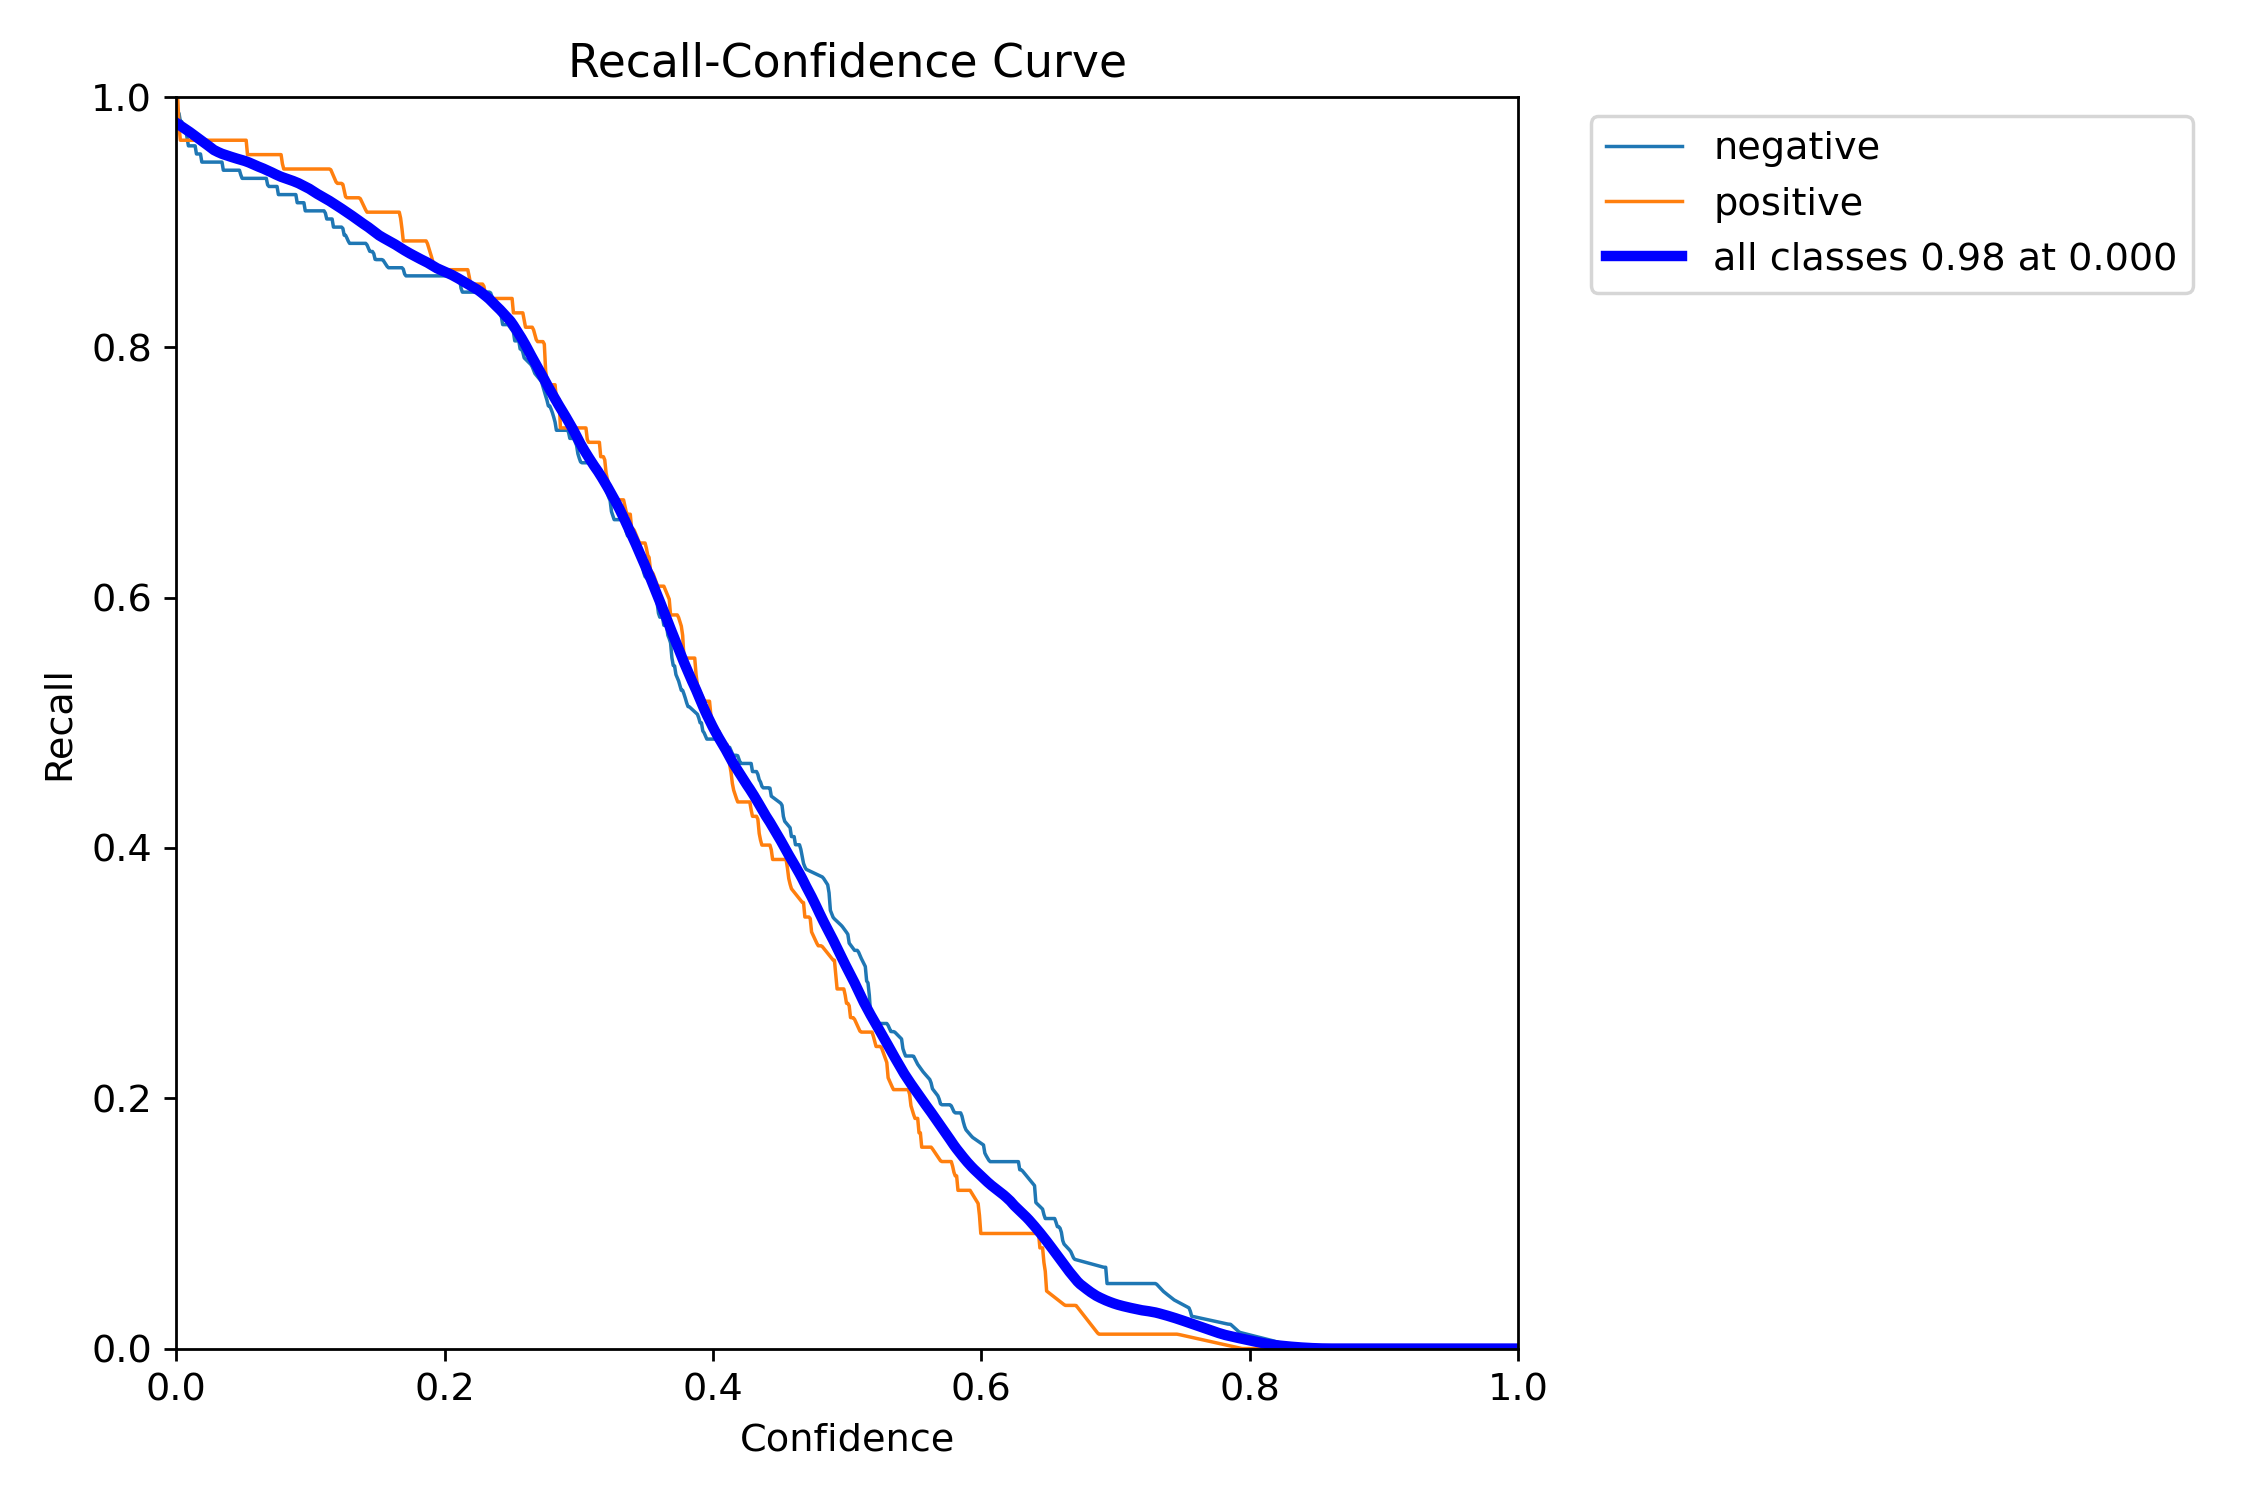 Recall-Confidence Curve
1.0
0.8
0.6
0.4
0.2
0.0
Recall
0.0 0.2 0.4 0.6 0.8 1.0
Confidence
negative
positive
all classes 0.98 at 0.000